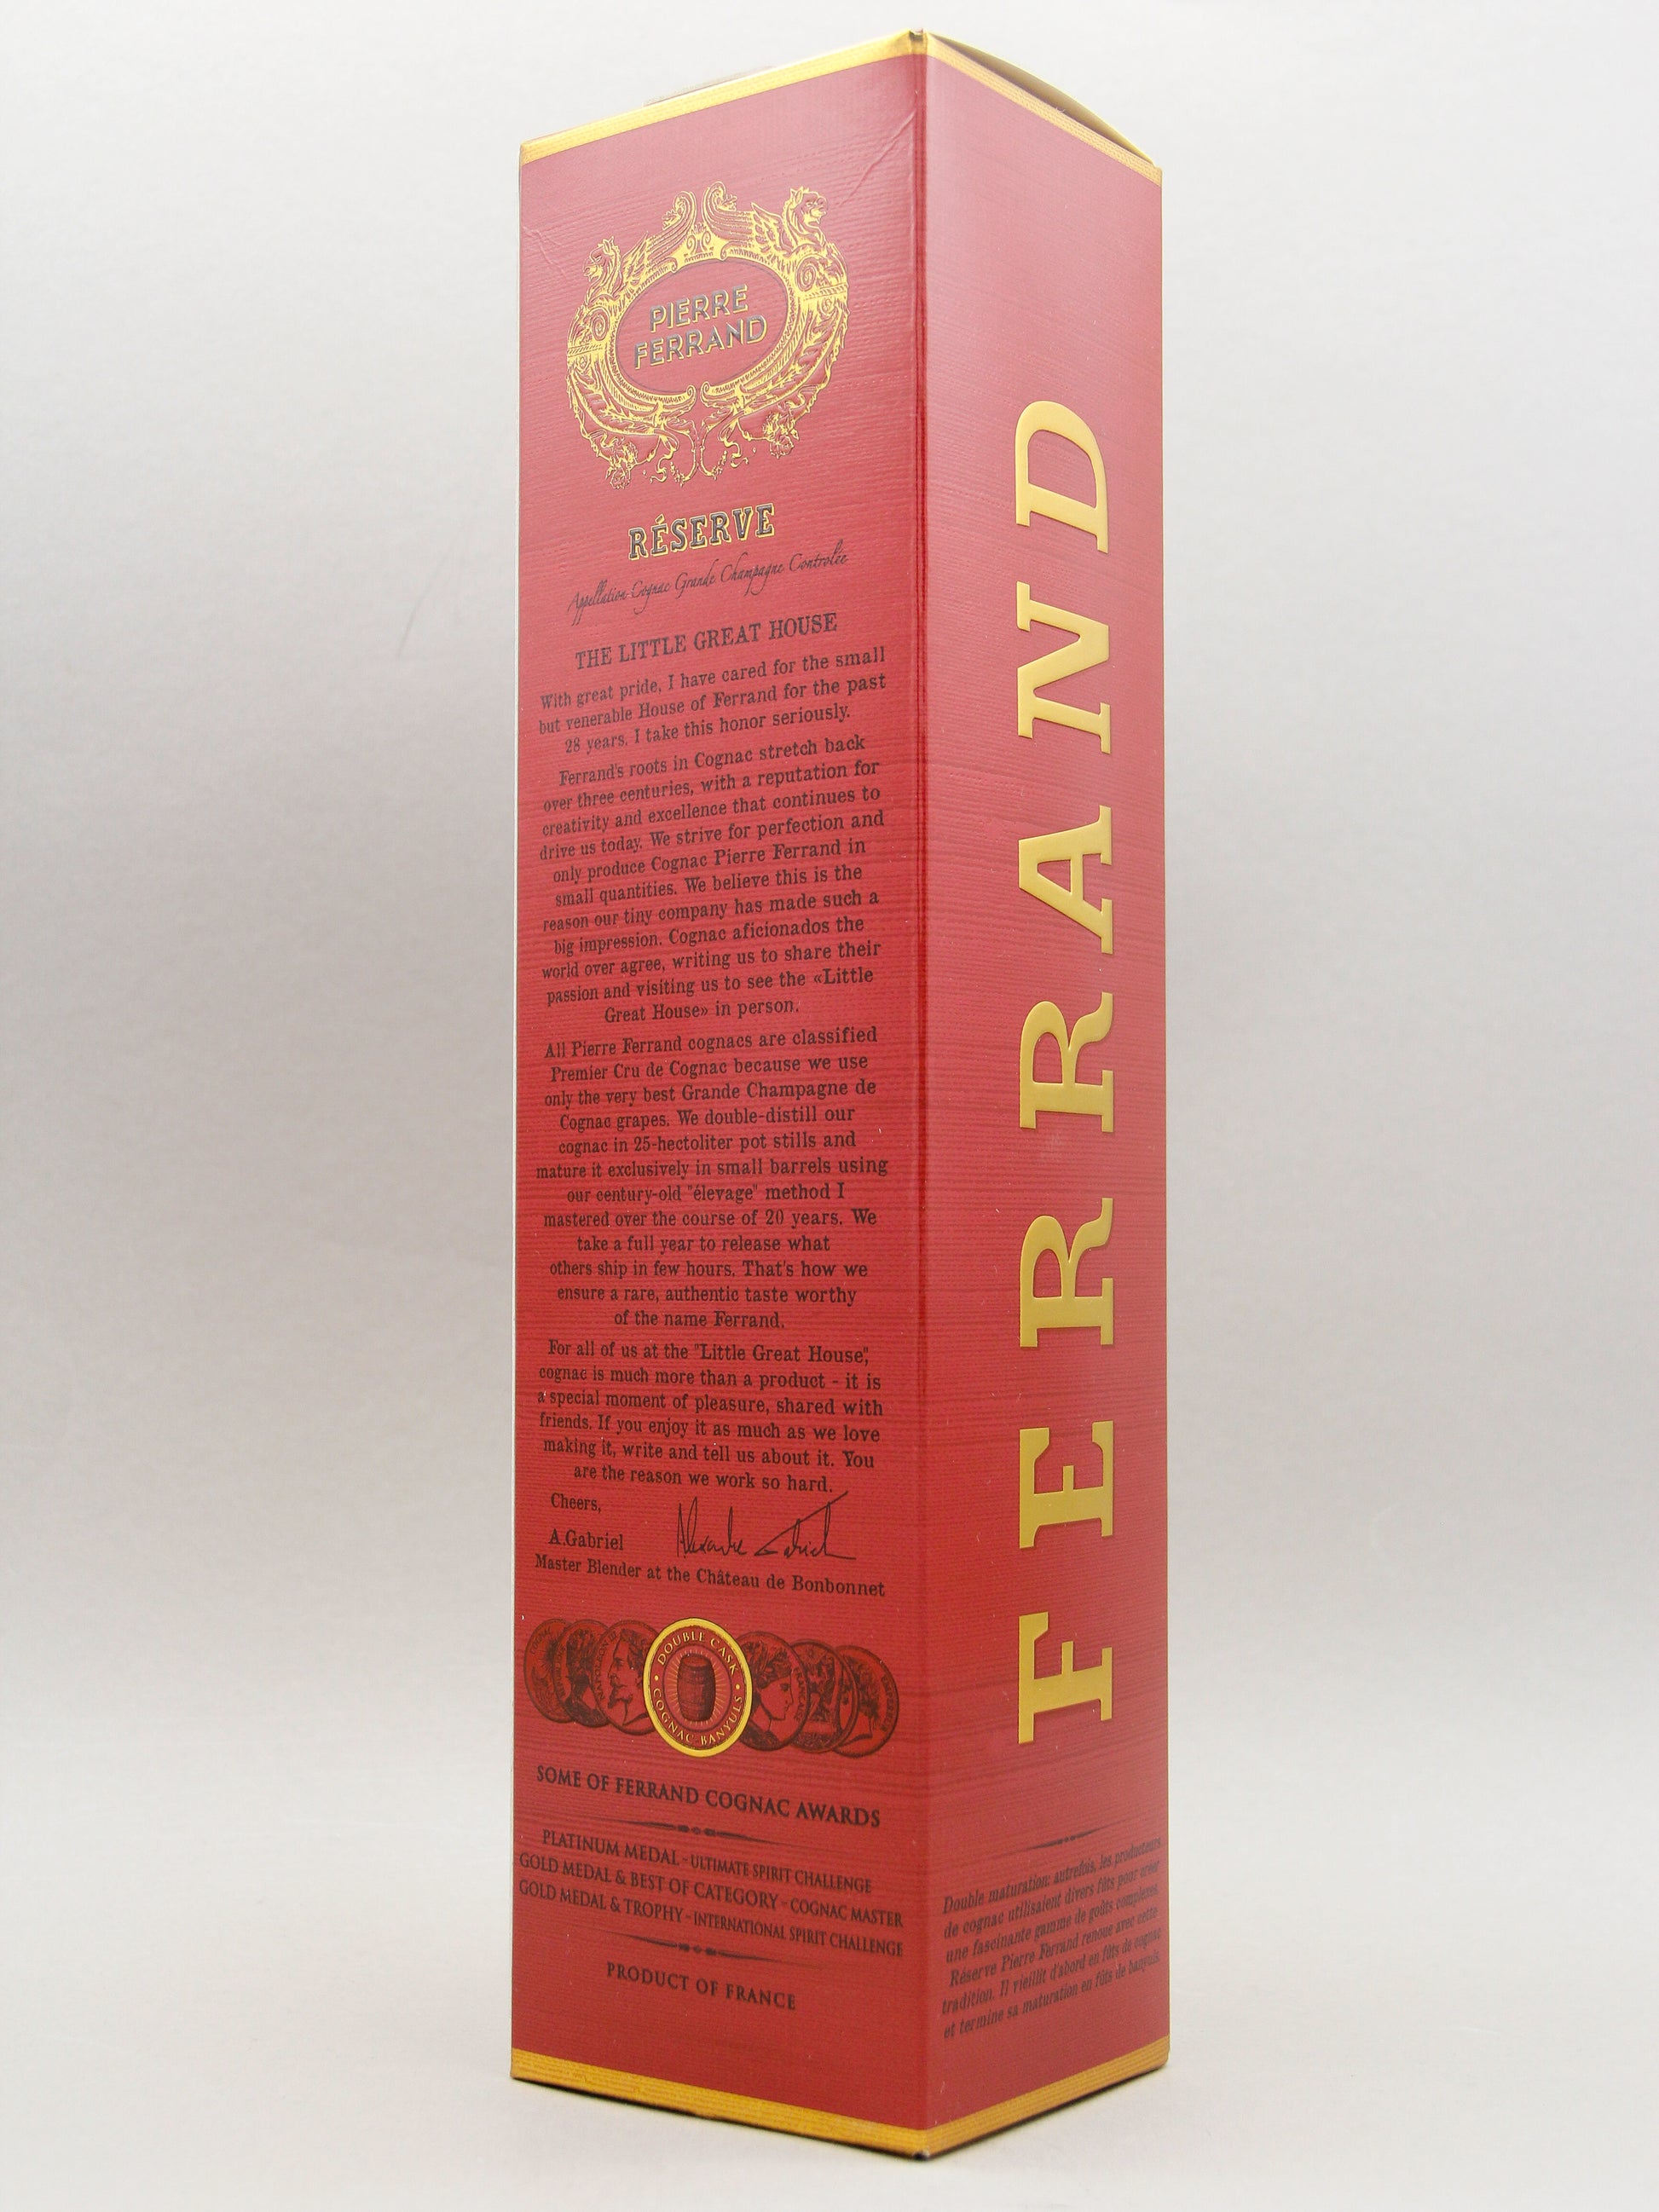 PIERRE
FERRAND
RÉSERVE
Appellation Cognac Grande Champagne Controlée
THE LITTLE GREAT HOUSE
With great pride, I have cared for the small
but venerable House of Ferrand for the past
28 years. I take this honor seriously.
Ferrand's roots in Cognac stretch back
over three centuries, with a reputation for
creativity and excellence that continues to
drive us today. We strive for perfection and
only produce Cognac Pierre Ferrand in
small quantities. We believe this is the
reason our tiny company has made such a
big impression. Cognac aficionados the
world over agree, writing us to share their
passion and visiting us to see the «Little
Great House» in person.
All Pierre Ferrand cognacs are classified
Premier Cru de Cognac because we use
only the very best Grande Champagne de
Cognac grapes. We double-distill our
cognac in 25-hectoliter pot stills and
mature it exclusively in small barrels using
our century-old "élevage" method I
mastered over the course of 20 years. We
take a full year to release what
others ship in few hours. That's how we
ensure a rare, authentic taste worthy
of the name Ferrand.
For all of us at the "Little Great House",
cognac is much more than a product - it is
a special moment of pleasure, shared with
friends. If you enjoy it as much as we love
making it, write and tell us about it. You
are the reason we work so hard.
Cheers,
A.Gabriel
Alexandre Gabriel
Master Blender at the Château de Bonbonnet
DOUBLE CASK
COGNAC · BANYULS
SOME OF FERRAND COGNAC AWARDS
PLATINUM MEDAL - ULTIMATE SPIRIT CHALLENGE
GOLD MEDAL & BEST OF CATEGORY - COGNAC MASTER
GOLD MEDAL & TROPHY - INTERNATIONAL SPIRIT CHALLENGE
PRODUCT OF FRANCE
FERRAND
Double maturation: autrefois, les producteurs
de cognac utilisaient divers fûts pour créer
une fascinante gamme de goûts complexes.
Réserve Pierre Ferrand renoue avec cette
tradition. Il vieillit d'abord en fûts de cognac
et termine sa maturation en fûts de banyuls.